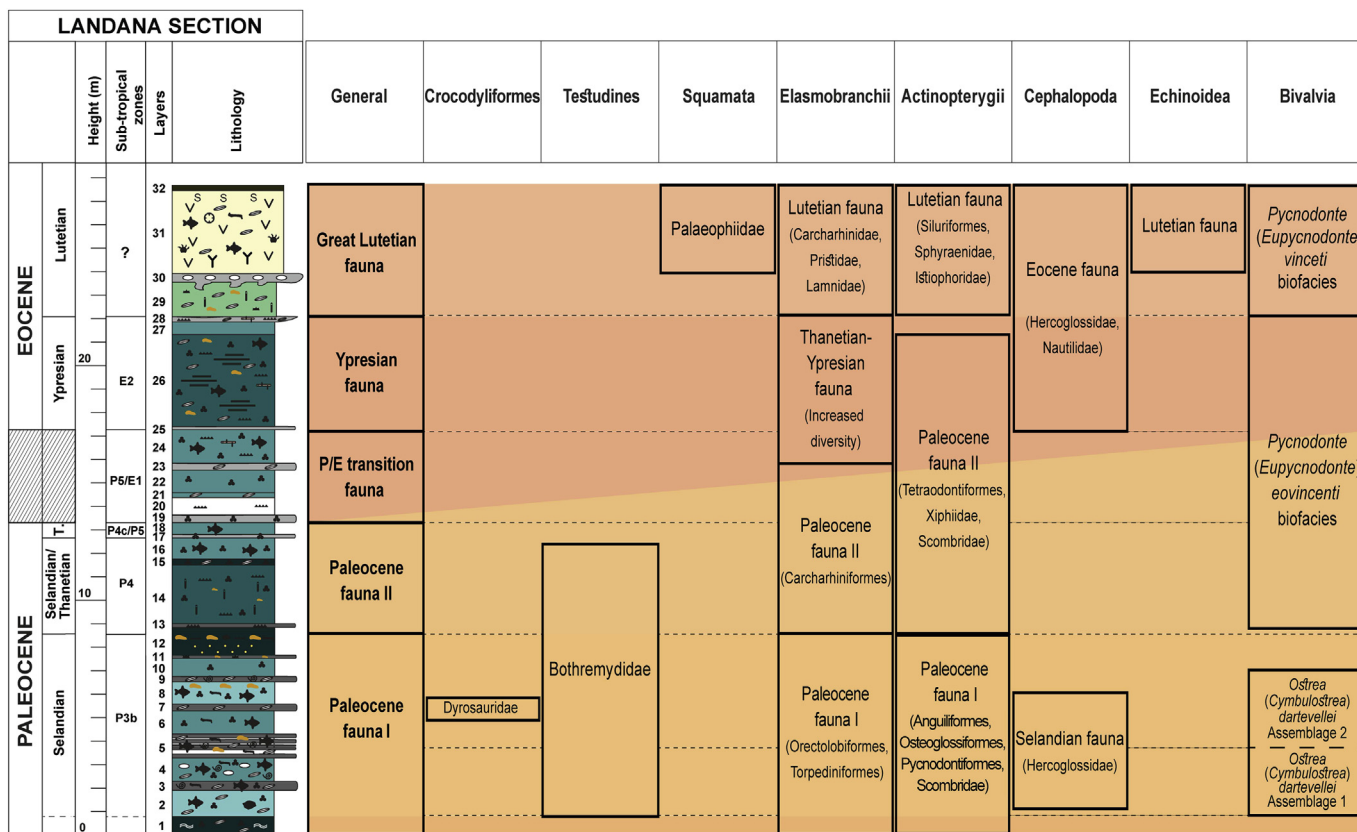 LANDANA SECTION
Height (m)
Sub-tropical
zones
Layers
Lithology
General
Crocodyliformes
Testudines
Squamata
Elasmobranchii
Actinopterygii
Cephalopoda
Echinoidea
Bivalvia
EOCENE
PALEOCENE
Lutetian
Ypresian
T.
Selandian/
Thanetian
Selandian
20
10
0
?
E2
P5/E1
P4c/P5
P4
P3b
32
31
30
29
28
27
26
25
24
23
22
21
20
19
18
17
16
15
14
13
12
11
10
9
8
7
6
5
4
3
2
1
S S S
Great Lutetian
fauna
Ypresian
fauna
P/E transition
fauna
Paleocene
fauna II
Paleocene
fauna I
Dyrosauridae
Bothremydidae
Palaeophiidae
Lutetian fauna
(Carcharhinidae,
Pristidae,
Lamnidae)
Thanetian-
Ypresian
fauna
(Increased
diversity)
Paleocene
fauna II
(Carcharhiniformes)
Paleocene
fauna I
(Orectolobiformes,
Torpediniformes)
Lutetian fauna
(Siluriformes,
Sphyraenidae,
Istiophoridae)
Paleocene
fauna II
(Tetraodontiformes,
Xiphiidae,
Scombridae)
Paleocene
fauna I
(Anguiliformes,
Osteoglossiformes,
Pycnodontiformes,
Scombridae)
Eocene fauna
(Hercoglossidae,
Nautilidae)
Selandian fauna
(Hercoglossidae)
Lutetian fauna
Pycnodonte
(Eupycnodonte)
vinceti
biofacies
Pycnodonte
(Eupycnodonte)
eovincenti
biofacies
Ostrea
(Cymbulostrea)
dartevellei
Assemblage 2
Ostrea
(Cymbulostrea)
dartevellei
Assemblage 1